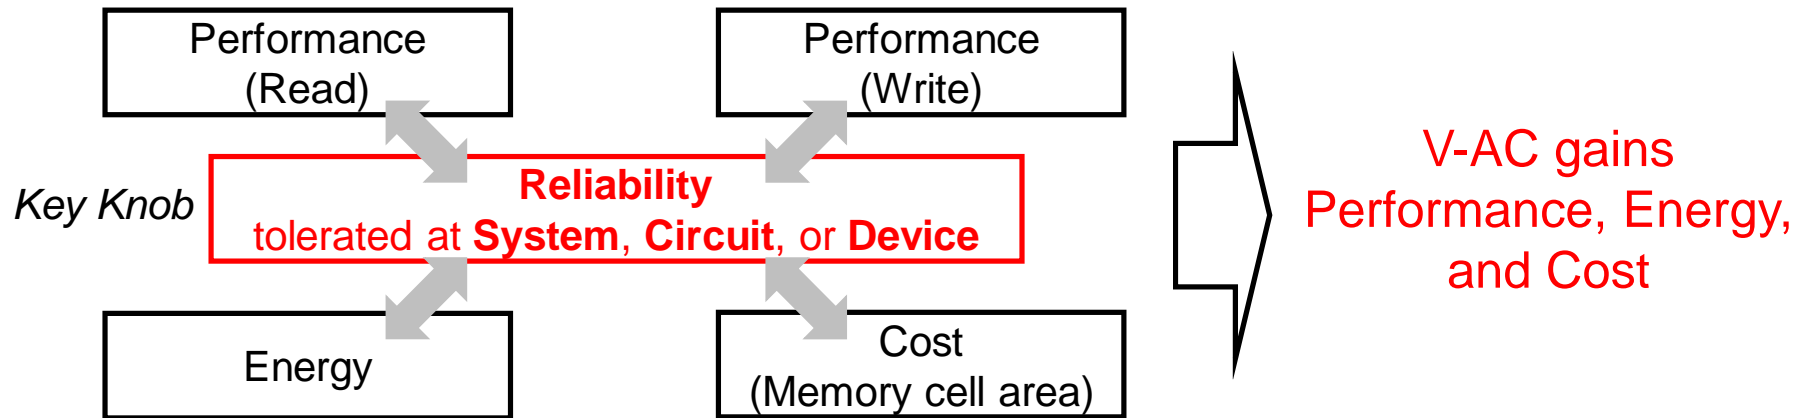 Performance
(Read)
Performance
(Write)
Key Knob
Reliability
tolerated at System, Circuit, or Device
Energy
Cost
(Memory cell area)
V-AC gains
Performance, Energy,
and Cost